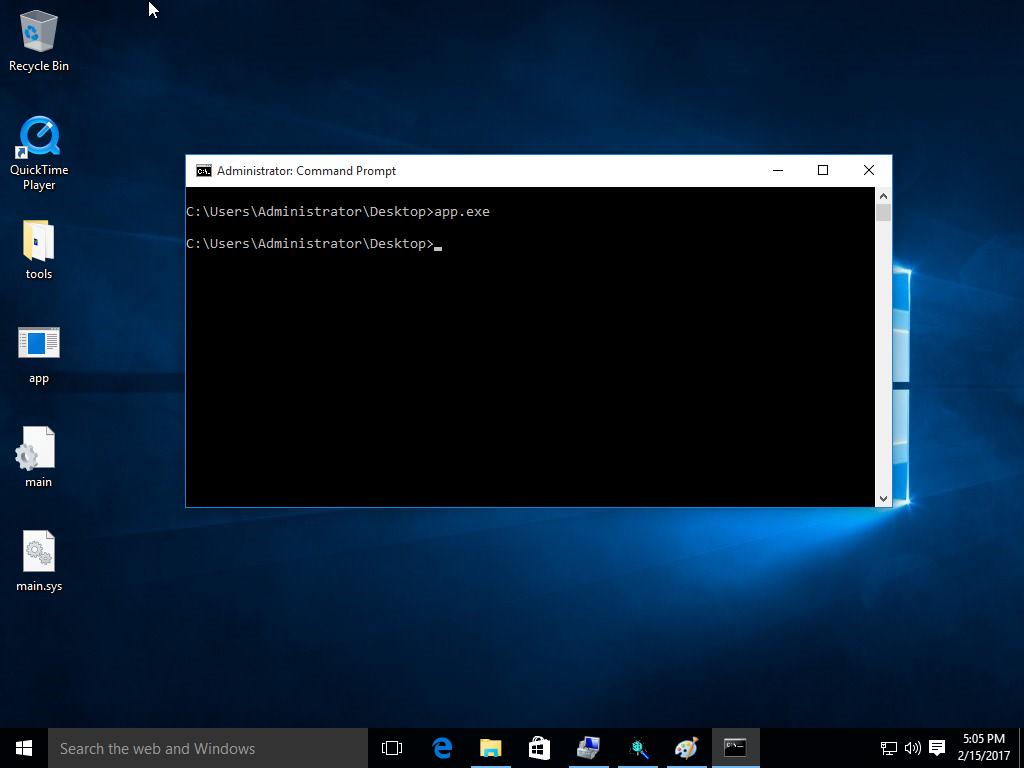 Recycle Bin
QuickTime
Player
tools
app
main
main.sys
Administrator: Command Prompt
C:\Users\Administrator\Desktop>app.exe
C:\Users\Administrator\Desktop>
Search the web and Windows
5:05 PM
2/15/2017